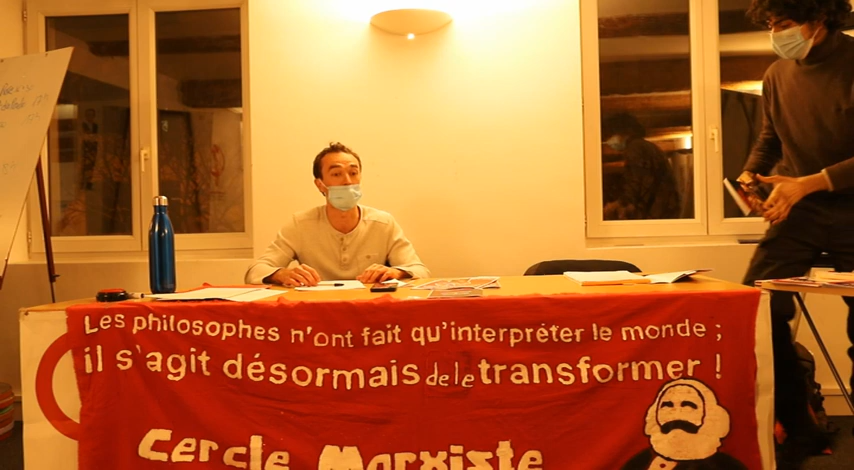 Les philosophes n'ont fait qu'interpréter le monde ;
il s'agit désormais de le transformer !
Cercle Marxiste